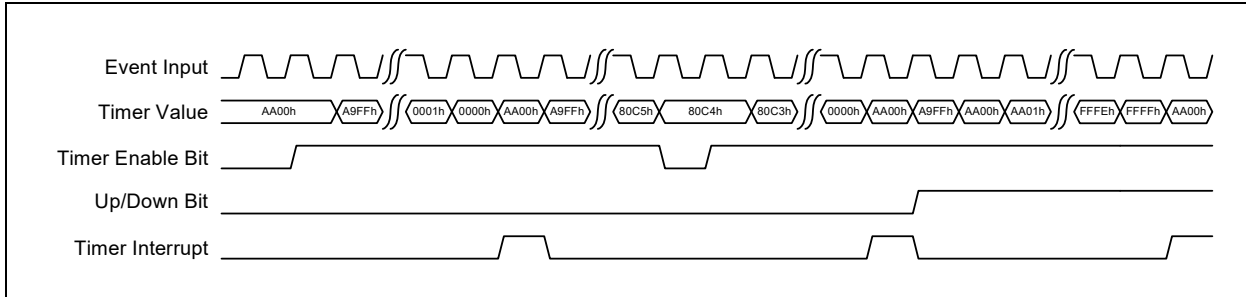 Event Input
Timer Value AA00h A9FFh 0001h 0000h AA00h A9FFh 80C5h 80C4h 80C3h 0000h AA00h A9FFh AA00h AA01h FFFEh FFFFh AA00h
Timer Enable Bit
Up/Down Bit
Timer Interrupt